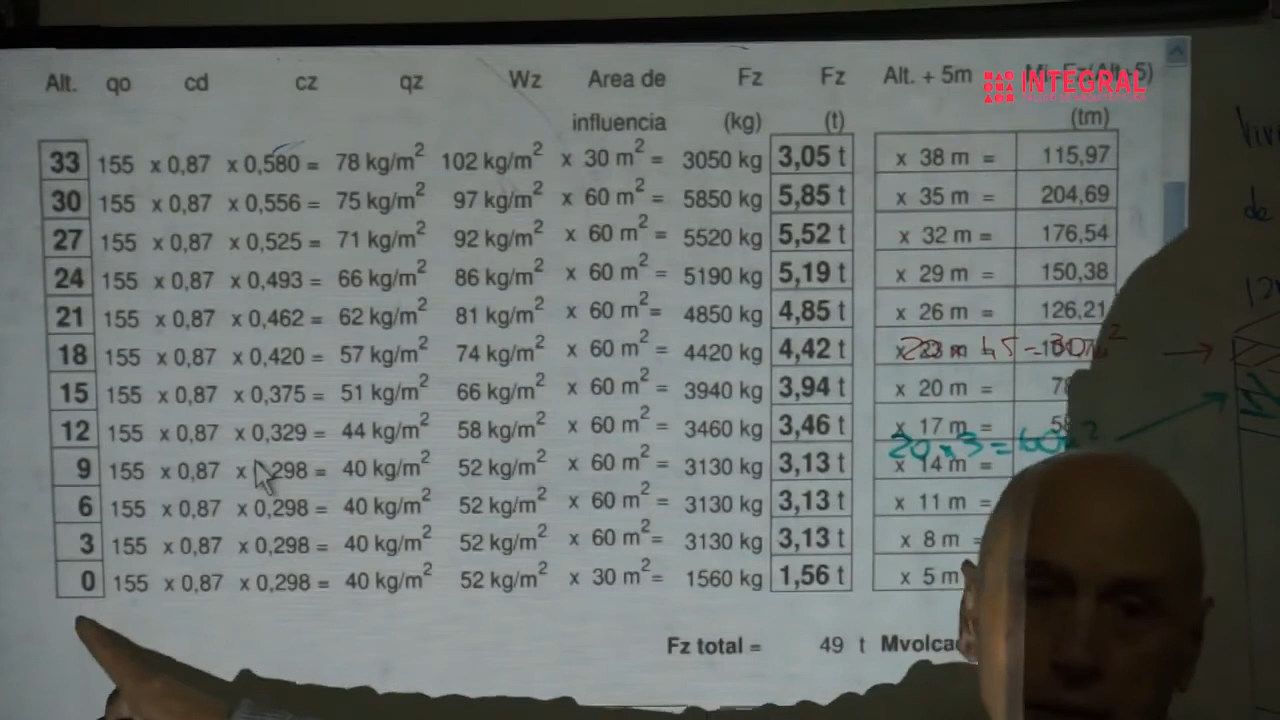 Alt. qo cd cz qz Wz Area de Fz Fz Alt. + 5m
INTEGRAL
influencia (kg) (t) (tm)
33 155 x 0,87 x 0,580 = 78 kg/m2 102 kg/m2 x 30 m2 = 3050 kg 3,05 t x 38 m = 115,97
30 155 x 0,87 x 0,556 = 75 kg/m2 97 kg/m2 x 60 m2 = 5850 kg 5,85 t x 35 m = 204,69
27 155 x 0,87 x 0,525 = 71 kg/m2 92 kg/m2 x 60 m2 = 5520 kg 5,52 t x 32 m = 176,54
24 155 x 0,87 x 0,493 = 66 kg/m2 86 kg/m2 x 60 m2 = 5190 kg 5,19 t x 29 m = 150,38
21 155 x 0,87 x 0,462 = 62 kg/m2 81 kg/m2 x 60 m2 = 4850 kg 4,85 t x 26 m = 126,21
18 155 x 0,87 x 0,420 = 57 kg/m2 74 kg/m2 x 60 m2 = 4420 kg 4,42 t
15 155 x 0,87 x 0,375 = 51 kg/m2 66 kg/m2 x 60 m2 = 3940 kg 3,94 t x 20 m =
12 155 x 0,87 x 0,329 = 44 kg/m2 58 kg/m2 x 60 m2 = 3460 kg 3,46 t x 17 m =
20 x 3 = 60m2
9 155 x 0,87 x 0,298 = 40 kg/m2 52 kg/m2 x 60 m2 = 3130 kg 3,13 t x 14 m =
6 155 x 0,87 x 0,298 = 40 kg/m2 52 kg/m2 x 60 m2 = 3130 kg 3,13 t x 11 m =
3 155 x 0,87 x 0,298 = 40 kg/m2 52 kg/m2 x 60 m2 = 3130 kg 3,13 t x 8 m =
0 155 x 0,87 x 0,298 = 40 kg/m2 52 kg/m2 x 30 m2 = 1560 kg 1,56 t x 5 m
Fz total = 49 t
de